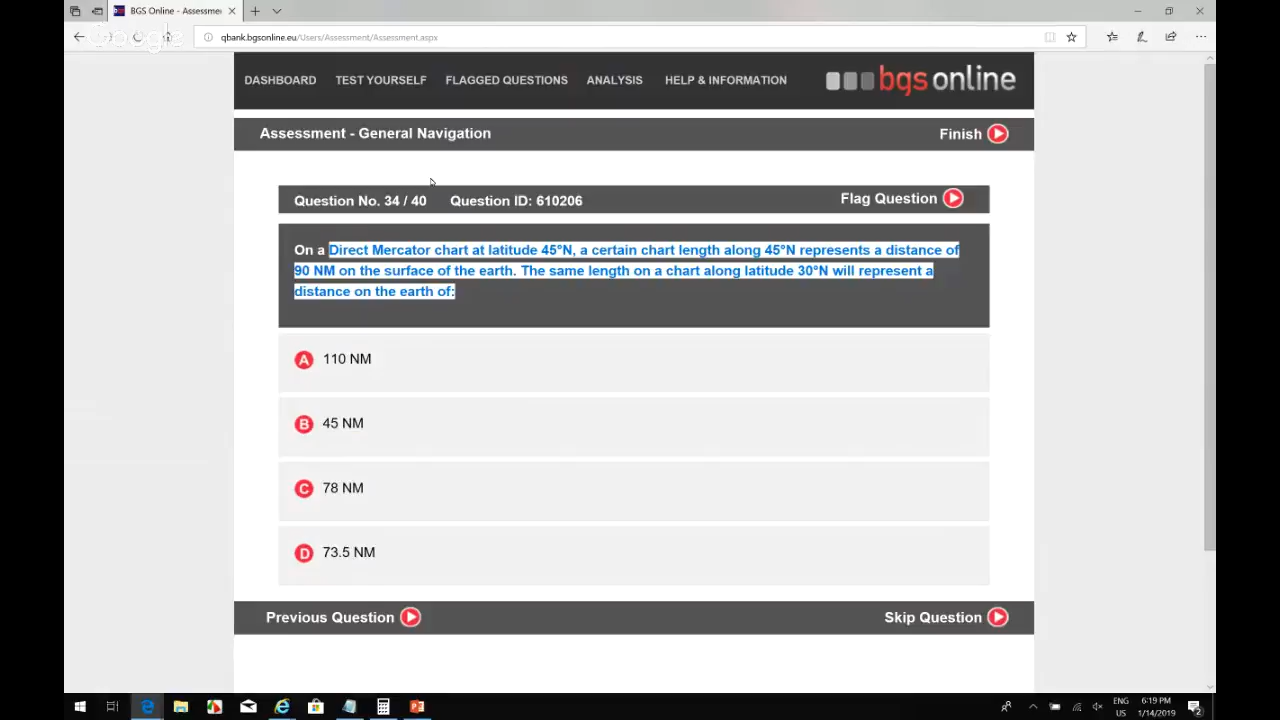 BGS Online - Assessme
qbank.bgsonline.eu/Users/Assessment/Assessment.aspx
Google
DASHBOARD TEST YOURSELF FLAGGED QUESTIONS ANALYSIS HELP & INFORMATION bgs online
Assessment - General Navigation Finish
Question No. 34 / 40 Question ID: 610206 Flag Question
On a Direct Mercator chart at latitude 45°N, a certain chart length along 45°N represents a distance of
90 NM on the surface of the earth. The same length on a chart along latitude 30°N will represent a
distance on the earth of:
A 110 NM
B 45 NM
C 78 NM
D 73.5 NM
Previous Question Skip Question
ENG 6:19 PM
US 1/14/2019
2